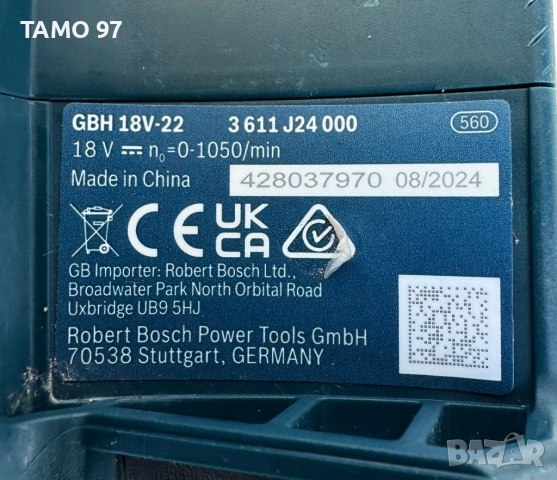 TAMO 97
GBH 18V-22 3 611 J24 000 560
18 V n₀=0-1050/min
Made in China 428037970 08/2024
CE UK CA
GB Importer: Robert Bosch Ltd.,
Broadwater Park North Orbital Road
Uxbridge UB9 5HJ
Robert Bosch Power Tools GmbH
70538 Stuttgart, GERMANY
BAZAR